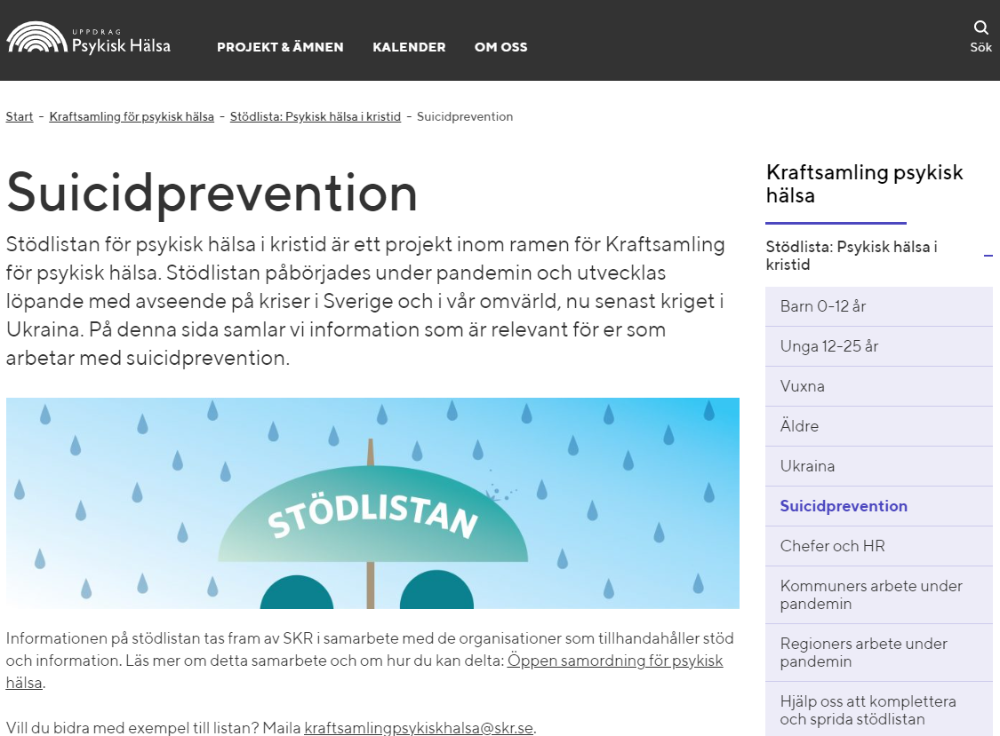 UPPDRAG
Psykisk Hälsa
PROJEKT & ÄMNEN
KALENDER
OM OSS
Sök
Start - Kraftsamling för psykisk hälsa - Stödlista: Psykisk hälsa i kristid - Suicidprevention
Suicidprevention
Stödlistan för psykisk hälsa i kristid är ett projekt inom ramen för Kraftsamling
för psykisk hälsa. Stödlistan påbörjades under pandemin och utvecklas
löpande med avseende på kriser i Sverige och i vår omvärld, nu senast kriget i
Ukraina. På denna sida samlar vi information som är relevant för er som
arbetar med suicidprevention.
STÖDLISTAN
Informationen på stödlistan tas fram av SKR i samarbete med de organisationer som tillhandahåller stöd
och information. Läs mer om detta samarbete och om hur du kan delta: Öppen samordning för psykisk
hälsa.
Vill du bidra med exempel till listan? Maila kraftsamlingpsykiskhalsa@skr.se.
Kraftsamling psykisk
hälsa
Stödlista: Psykisk hälsa i
kristid
Barn 0-12 år
Unga 12-25 år
Vuxna
Äldre
Ukraina
Suicidprevention
Chefer och HR
Kommuners arbete under
pandemin
Regioners arbete under
pandemin
Hjälp oss att komplettera
och sprida stödlistan